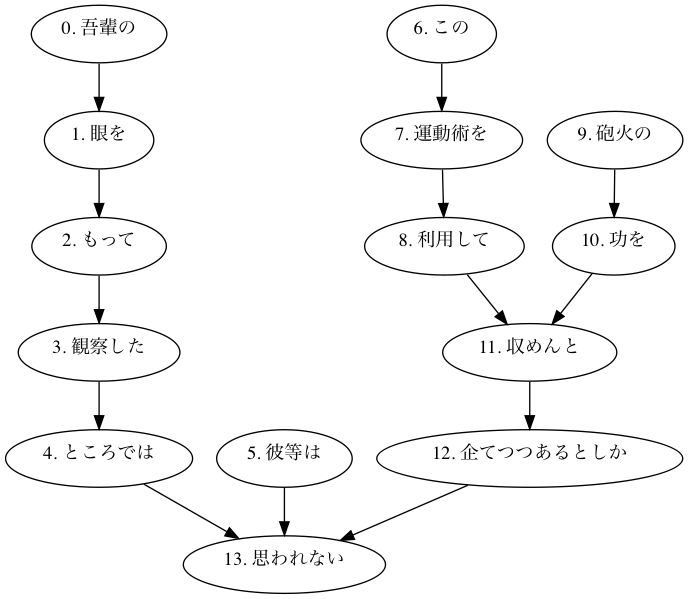 0. 吾輩の
6. この
1. 眼を
7. 運動術を
9. 砲火の
2. もって
8. 利用して
10. 功を
3. 観察した
11. 収めんと
4. ところでは
5. 彼等は
12. 企てつつあるとしか
13. 思われない